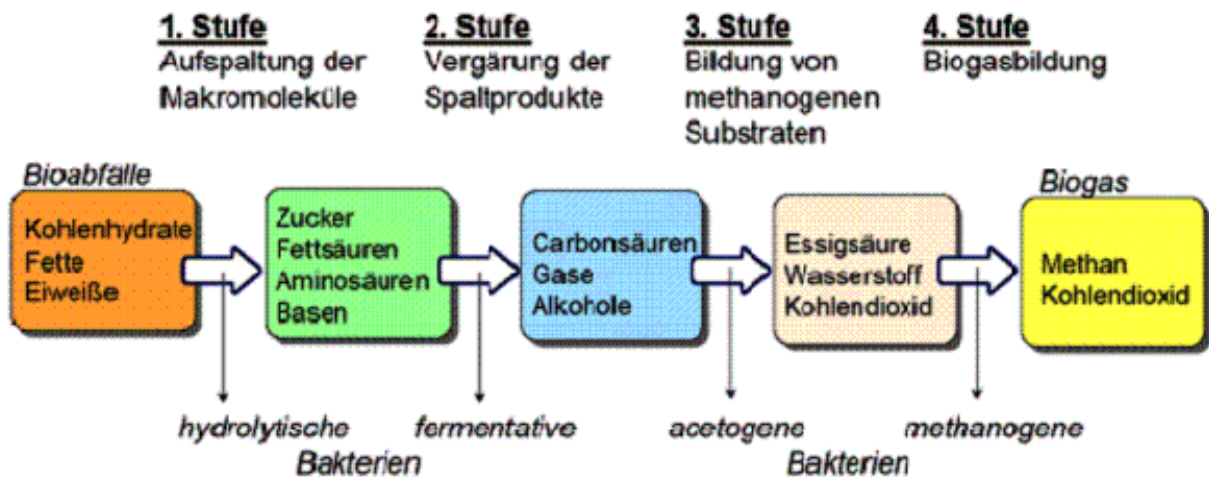 1. Stufe
Aufspaltung der
Makromoleküle
2. Stufe
Vergärung der
Spaltprodukte
3. Stufe
Bildung von
methanogenen
Substraten
4. Stufe
Biogasbildung
Bioabfälle
Kohlenhydrate
Fette
Eiweiße
Zucker
Fettsäuren
Aminosäuren
Basen
Carbonsäuren
Gase
Alkohole
Essigsäure
Wasserstoff
Kohlendioxid
Biogas
Methan
Kohlendioxid
hydrolytische
fermentative
Bakterien
acetogene
methanogene
Bakterien